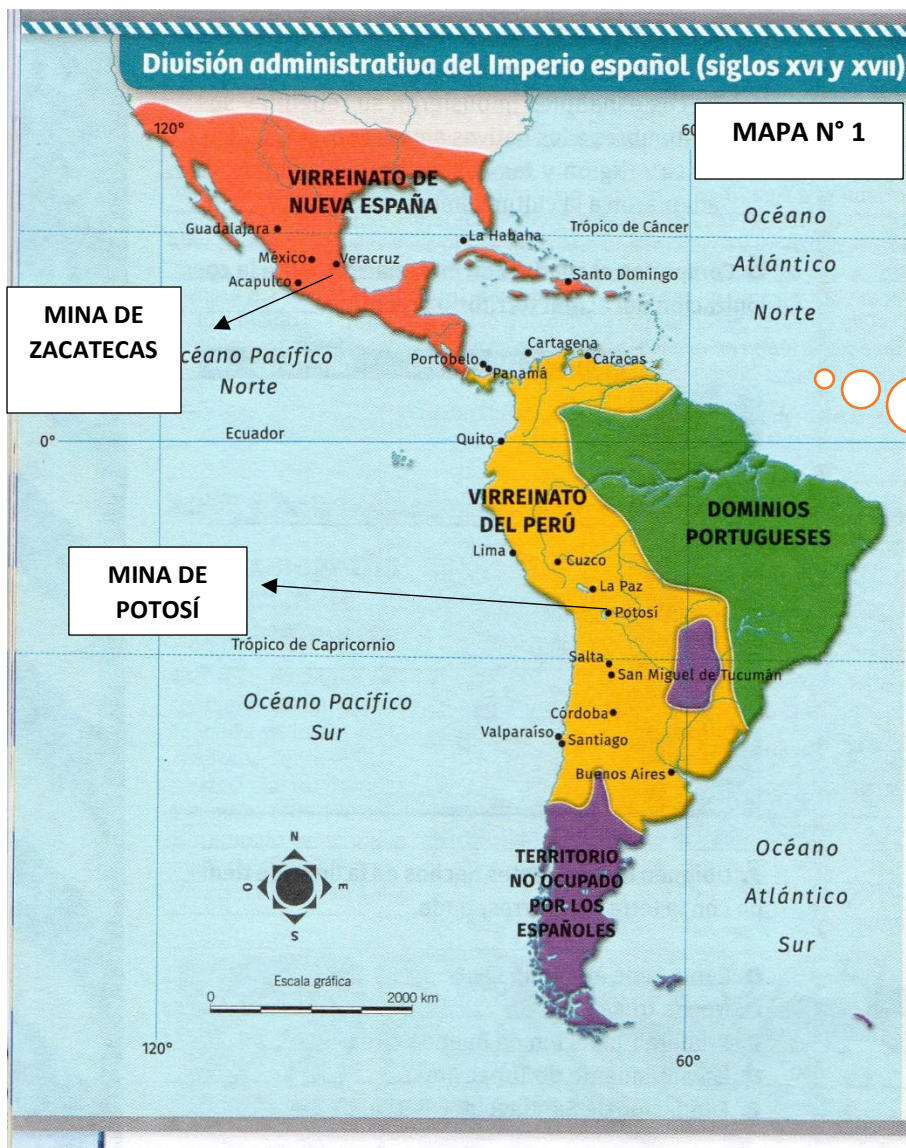 División administrativa del Imperio español (siglos XVI y XVII)
MAPA N° 1
120°
60
VIRREINATO DE
NUEVA ESPAÑA
Océano
Atlántico
Norte
Trópico de Cáncer
Guadalajara
La Habana
México
Veracruz
Acapulco
Santo Domingo
MINA DE
ZACATECAS
céano Pacífico
Norte
Cartagena
Portobelo
Caracas
Panamá
Ecuador
0°
Quito
VIRREINATO
DEL PERÚ
DOMINIOS
PORTUGUESES
Lima
Cuzco
MINA DE
POTOSÍ
La Paz
Potosí
Trópico de Capricornio
Salta
San Miguel de Tucumán
Océano Pacífico
Sur
Córdoba
Valparaíso
Santiago
Buenos Aires
N
O
E
S
TERRITORIO
NO OCUPADO
POR LOS
ESPAÑOLES
Océano
Atlántico
Sur
Escala gráfica
0
2000 km
120°
60°